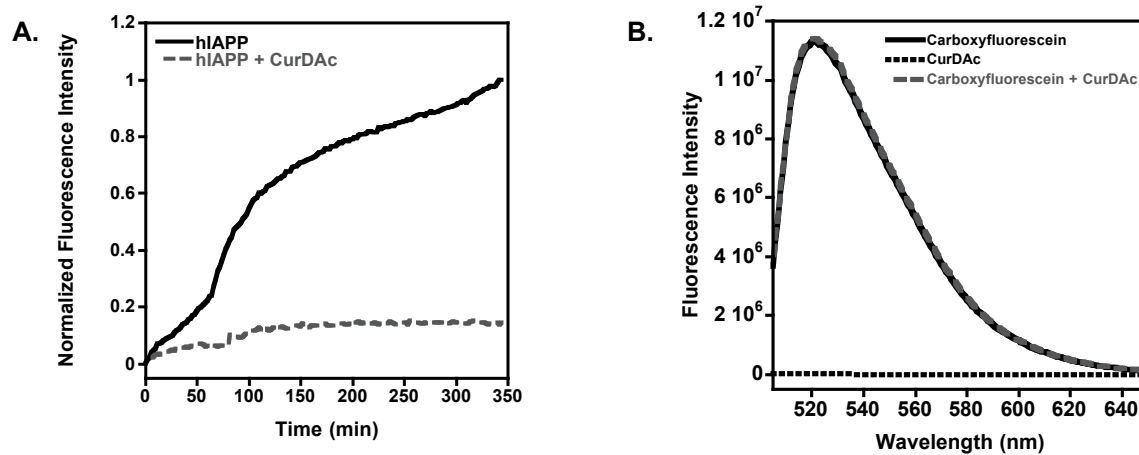 A.
Normalized Fluorescence Intensity
1.2
1
0.8
0.6
0.4
0.2
0
hIAPP
hIAPP + CurDAc
0 50 100 150 200 250 300 350
Time (min)
B.
Fluorescence Intensity
1.2 10⁷
1 10⁷
8 10⁶
6 10⁶
4 10⁶
2 10⁶
0
Carboxyfluorescein
CurDAc
Carboxyfluorescein + CurDAc
520 540 560 580 600 620 640
Wavelength (nm)